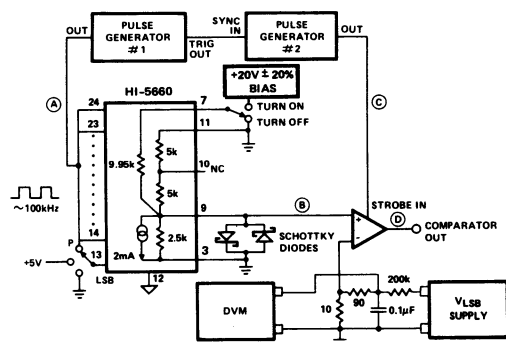 OUT
PULSE
GENERATOR
#1
TRIG
OUT
SYNC
IN
PULSE
GENERATOR
#2
OUT
+20V ± 20%
BIAS
HI-5660
A
24
23
7
TURN ON
TURN OFF
11
C
5k
9.95k
10
NC
5k
9
B
STROBE IN
D
COMPARATOR
OUT
+
−
~100kHz
14
P
13
+5V
LSB
2mA
2.5k
3
12
SCHOTTKY
DIODES
DVM
10
90
200k
0.1µF
VLSB
SUPPLY